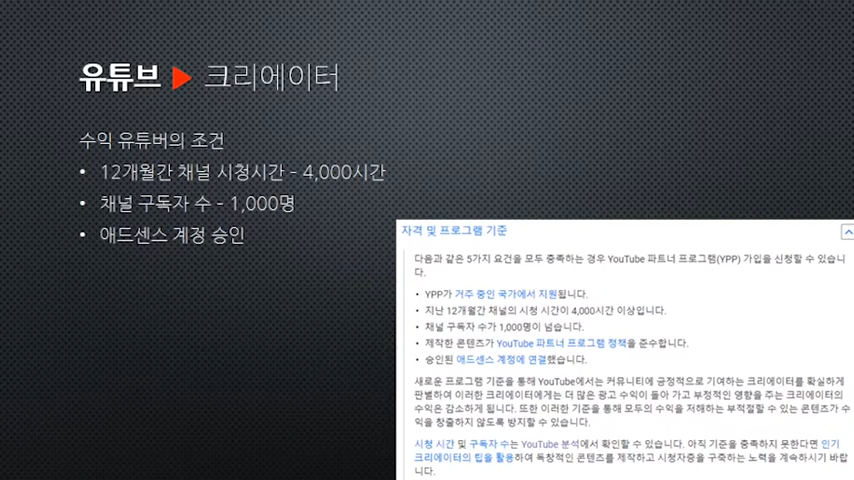 유튜브 ▶ 크리에이터
수익 유튜버의 조건
• 12개월간 채널 시청시간 - 4,000시간
• 채널 구독자 수 - 1,000명
• 애드센스 계정 승인
자격 및 프로그램 기준
다음과 같은 5가지 요건을 모두 충족하는 경우 YouTube 파트너 프로그램(YPP) 가입을 신청할 수 있습니
다.
• YPP가 거주 중인 국가에서 지원됩니다.
• 지난 12개월간 채널의 시청 시간이 4,000시간 이상입니다.
• 채널 구독자 수가 1,000명이 넘습니다.
• 제작한 콘텐츠가 YouTube 파트너 프로그램 정책을 준수합니다.
• 승인된 애드센스 계정에 연결했습니다.
새로운 프로그램 기준을 통해 YouTube에서는 커뮤니티에 긍정적으로 기여하는 크리에이터를 확실하게
판별하여 이러한 크리에이터에게는 더 많은 광고 수익이 돌아 가고 부정적인 영향을 주는 크리에이터의
수익은 감소하게 됩니다. 또한 이러한 기준을 통해 모두의 수익을 저해하는 부적절할 수 있는 콘텐츠가 수
익을 창출하지 않도록 방지할 수 있습니다.
시청 시간 및 구독자 수는 YouTube 분석에서 확인할 수 있습니다. 아직 기준을 충족하지 못한다면 인기
크리에이터의 팁을 활용하여 독창적인 콘텐츠를 제작하고 시청자층을 구축하는 노력을 계속하시기 바랍
니다.